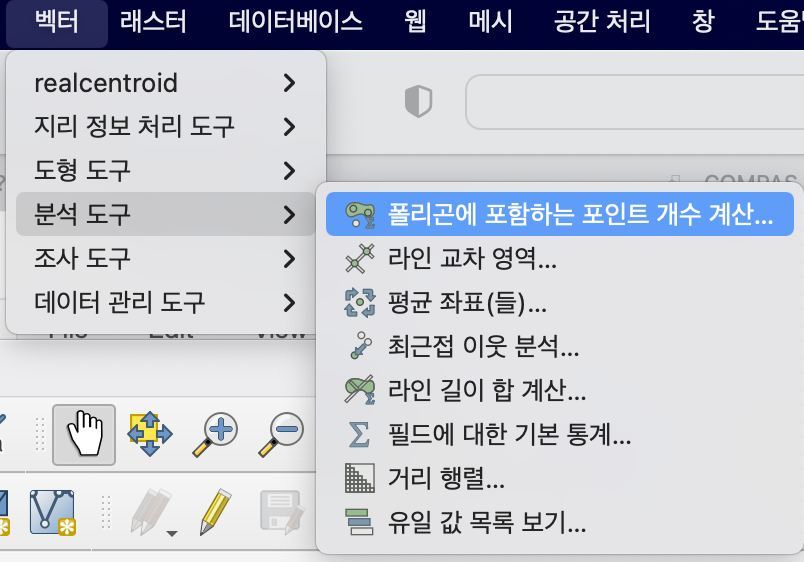 벡터 래스터 데이터베이스 웹 메시 공간 처리 창 도움
realcentroid
지리 정보 처리 도구
도형 도구
분석 도구
조사 도구
데이터 관리 도구
COMPAS
폴리곤에 포함하는 포인트 개수 계산...
라인 교차 영역...
평균 좌표(들)...
최근접 이웃 분석...
라인 길이 합 계산...
필드에 대한 기본 통계...
거리 행렬...
유일 값 목록 보기...
File Edit View